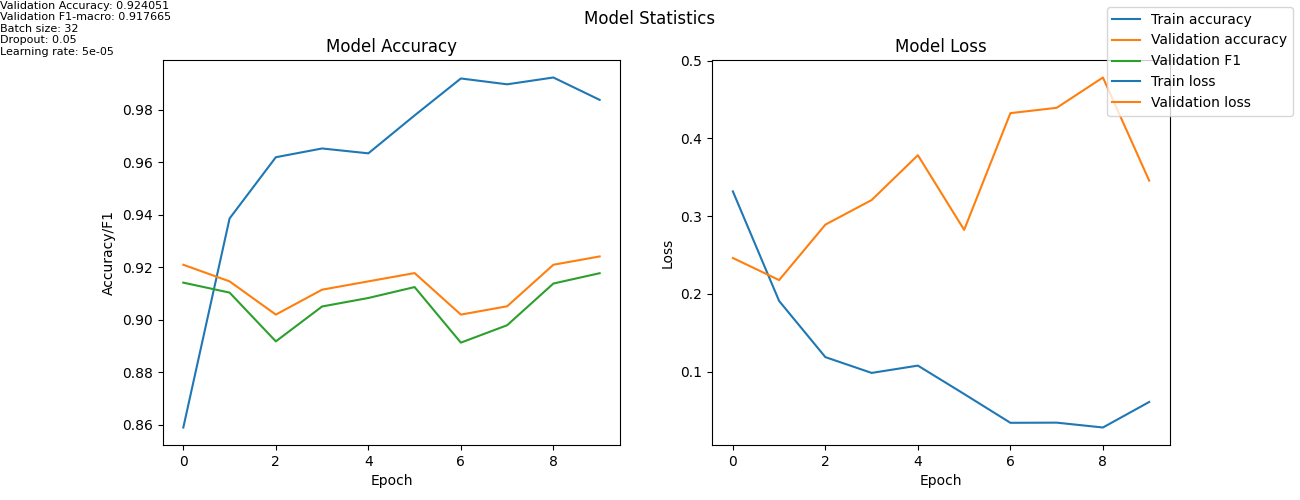 Validation Accuracy: 0.924051
Validation F1-macro: 0.917665
Batch size: 32
Dropout: 0.05
Learning rate: 5e-05
Model Statistics
Model Accuracy
0.98
0.96
0.94
0.92
0.90
0.88
0.86
Accuracy/F1
0 2 4 6 8
Epoch
Model Loss
0.5
0.4
0.3
0.2
0.1
Loss
0 2 4 6 8
Epoch
Train accuracy
Validation accuracy
Validation F1
Train loss
Validation loss